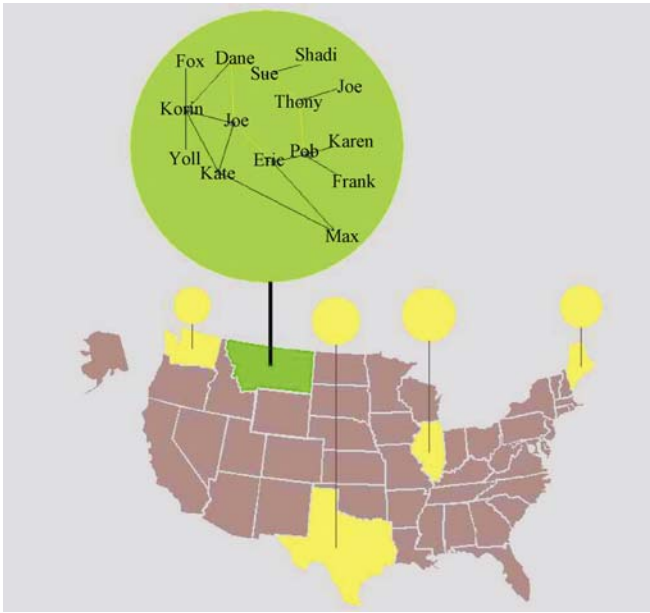 Fox
Dane
Shadi
Sue
Joe
Thony
Korin
Joe
Karen
Pob
Yoll
Eric
Kate
Frank
Max